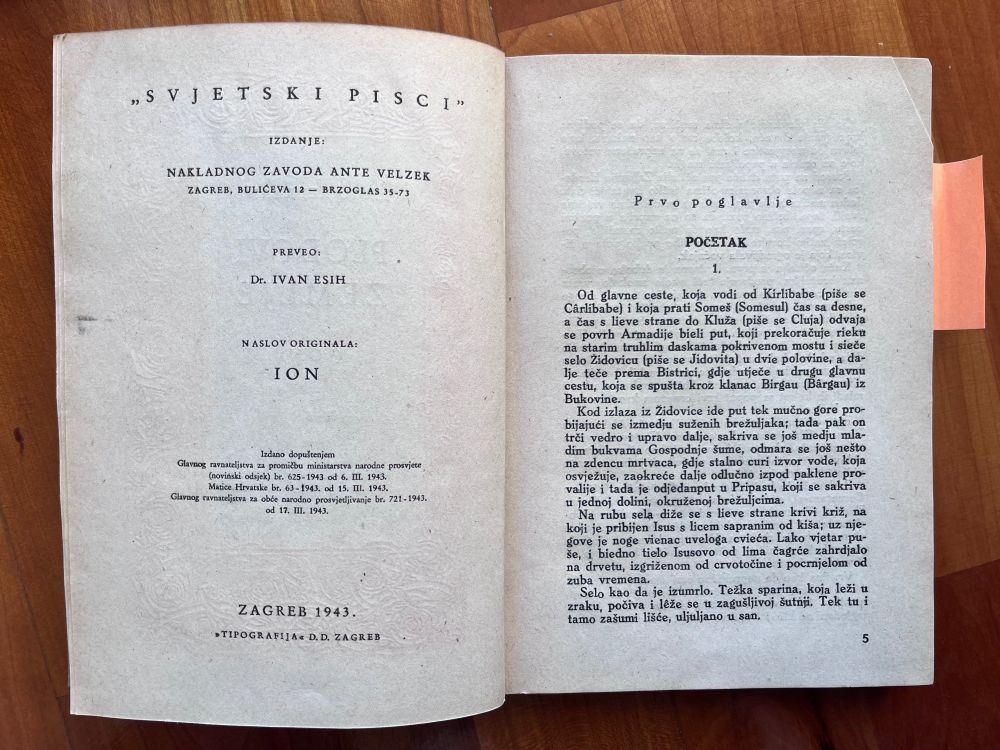 „SVJETSKI PISCI”
IZDANJE:
NAKLADNOG ZAVODA ANTE VELZEK
ZAGREB, BULIĆEVA 12 — BRZOGLAS 35-73
PREVEO:
Dr. IVAN ESIH
NASLOV ORIGINALA:
ION
Izdano dopuštenjem
Glavnog ravnateljstva za promičbu ministarstva narodne prosvjete
(novinski odsjek) br. 625-1943 od 6. III. 1943.
Matice Hrvatske br. 63-1943. od 15. III. 1943.
Glavnog ravnateljstva za obće narodno prosvjetljivanje br. 721-1943.
od 17. III. 1943.
ZAGREB 1943.
»TIPOGRAFIJA« D.D. ZAGREB
Prvo poglavlje
POČETAK
1.
Od glavne ceste, koja vodi od Kirlibabe (piše se
Cârlibabe) i koja prati Someš (Somesul) čas sa desne,
a čas s lieve strane do Kluža (piše se Cluja) odvaja
se povrh Armadije bieli put, koji prekoračuje rieku
na starim truhlim daskama pokrivenom mostu i sieče
selo Židovicu (piše se Jidovita) u dvie polovine, a da-
lje teče prema Bistrici, gdje utječe u drugu glavnu
cestu, koja se spušta kroz klanac Birgau (Bârgau) iz
Bukovine.
Kod izlaza iz Židovice ide put tek mučno gore pro-
bijajući se izmedju suženih brežuljaka; tada pak on
trči vedro i upravo dalje, sakriva se još medju mla-
dim bukvama Gospodnje šume, odmara se još nešto
na zdencu mrtvaca, gdje stalno curi izvor vode, koja
osvježuje, zaokreće dalje odlučno izpod paklene pro-
valije i tada je odjedanput u Pripasu, koji se sakriva
u jednoj dolini, okruženoj brežuljcima.
Na rubu sela diže se s lieve strane krivi križ, na
koji je pribijen Isus s licem sapranim od kiša; uz nje-
gove je noge vienac uveloga cvieća. Lako vjetar pu-
še, i biedno tielo Isusovo od lima čagrće zahrdjalo
na drvetu, izgriženom od crvotočine i pocrnjelom od
zuba vremena.
Selo kao da je izumrlo. Težka sparina, koja leži u
zraku, počiva i lêže se u zagušljivoj šutnji. Tek tu i
tamo zašumi lišće, uljuljano u san.
5